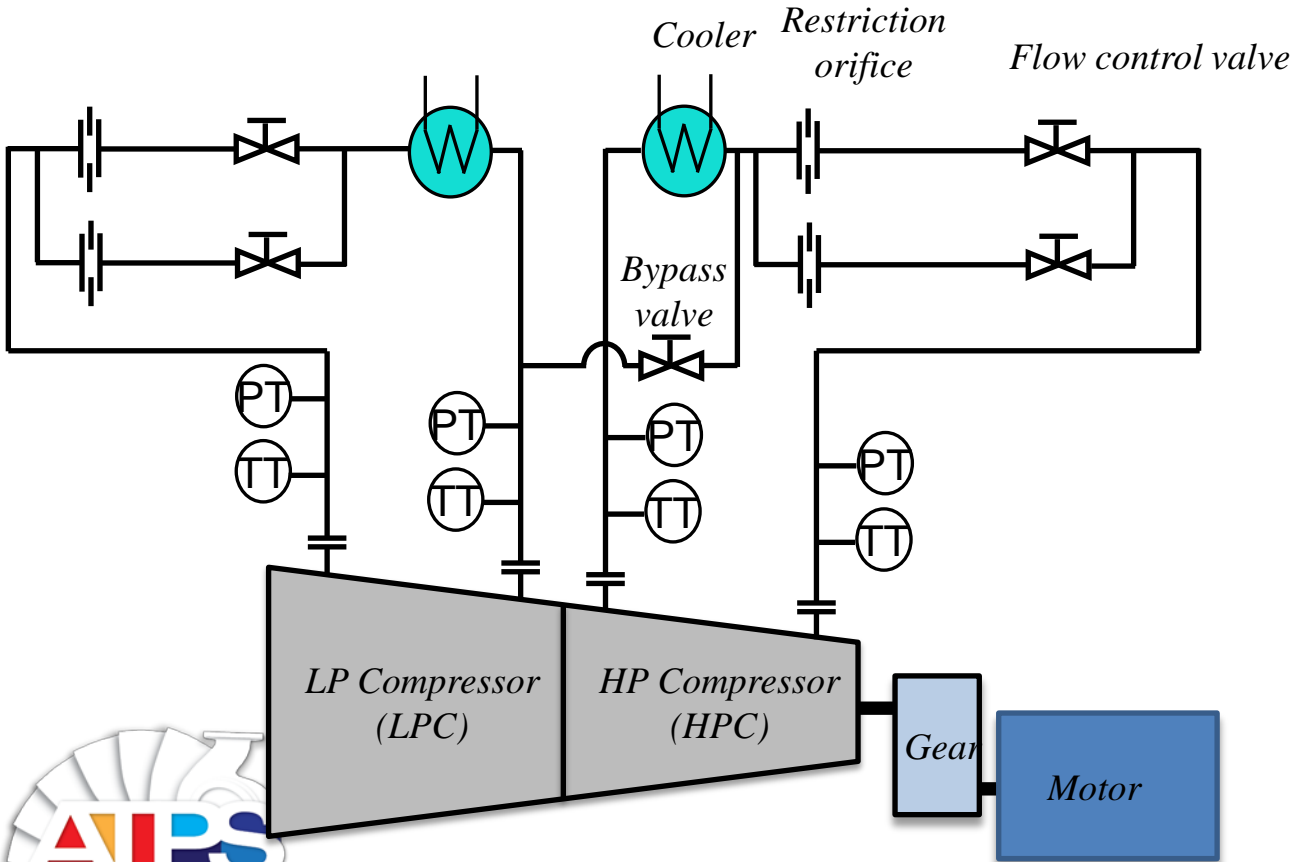 Cooler
Restriction
orifice
Flow control valve
Bypass
valve
PT
PT
PT
PT
TT
TT
TT
TT
LP Compressor
(LPC)
HP Compressor
(HPC)
Gear
Motor
ATPS